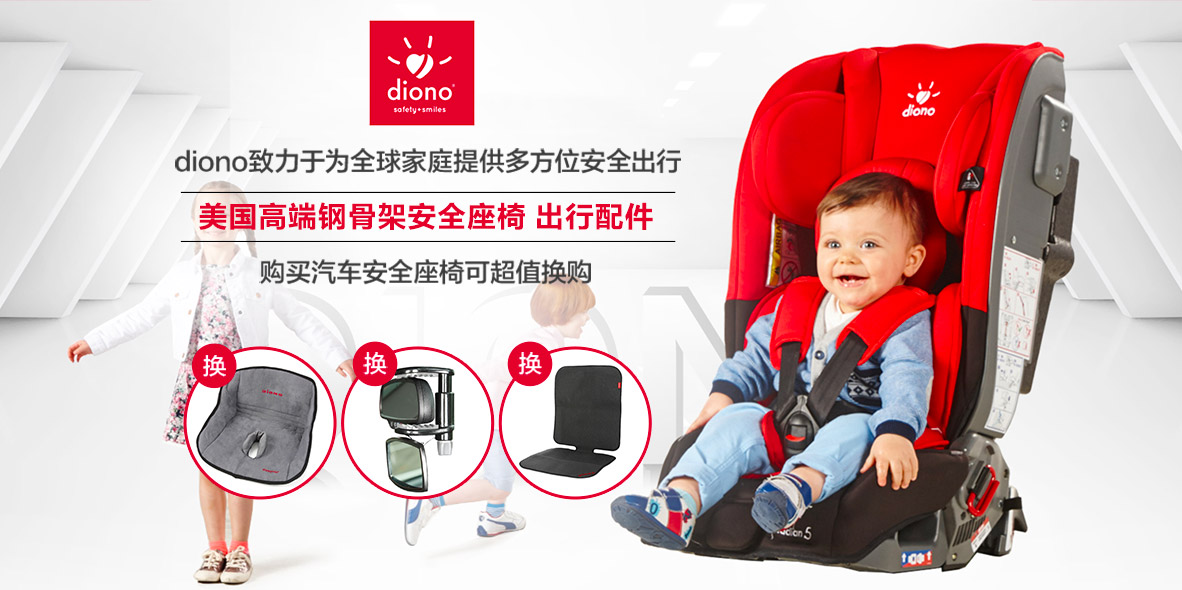 diono
safety+smiles
diono致力于为全球家庭提供多方位安全出行
美国高端钢骨架安全座椅 出行配件
购买汽车安全座椅可超值换购
换
换
换
diono
diono
AIRBAG
5